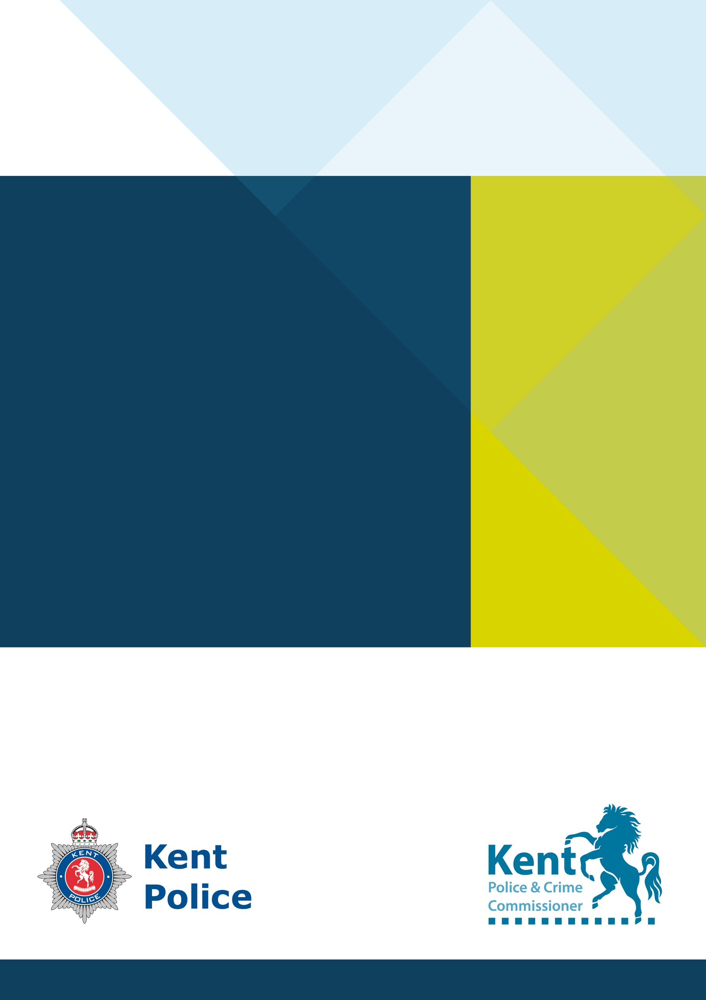 KENT
POLICE
Kent
Police
Kent
Police & Crime
Commissioner